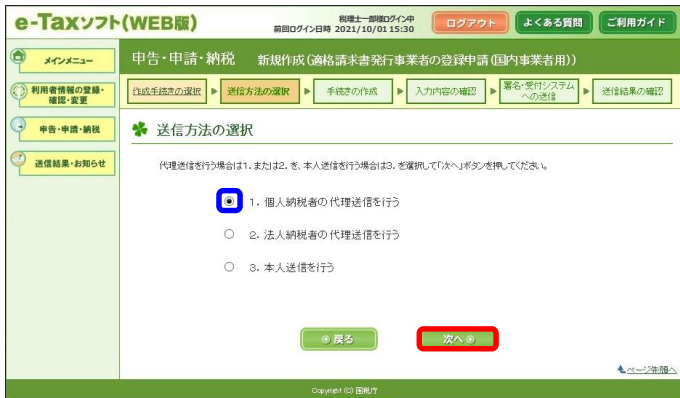 e-Taxソフト(WEB版)
税理士一郎様ログイン中
前回ログイン日時 2021/10/01 15:30
ログアウト
よくある質問
ご利用ガイド
メインメニュー
利用者情報の登録・
確認・変更
申告・申請・納税
送信結果・お知らせ
申告・申請・納税 新規作成(適格請求書発行事業者の登録申請(国内事業者用))
作成手続きの選択
送信方法の選択
手続きの作成
入力内容の確認
署名・受付システム
への送信
送信結果の確認
送信方法の選択
代理送信を行う場合は1.または2.を、本人送信を行う場合は3.を選択して「次へ」ボタンを押してください。
1. 個人納税者の代理送信を行う
2. 法人納税者の代理送信を行う
3. 本人送信を行う
戻る
次へ
ページ先頭へ
Copyright (C) 国税庁